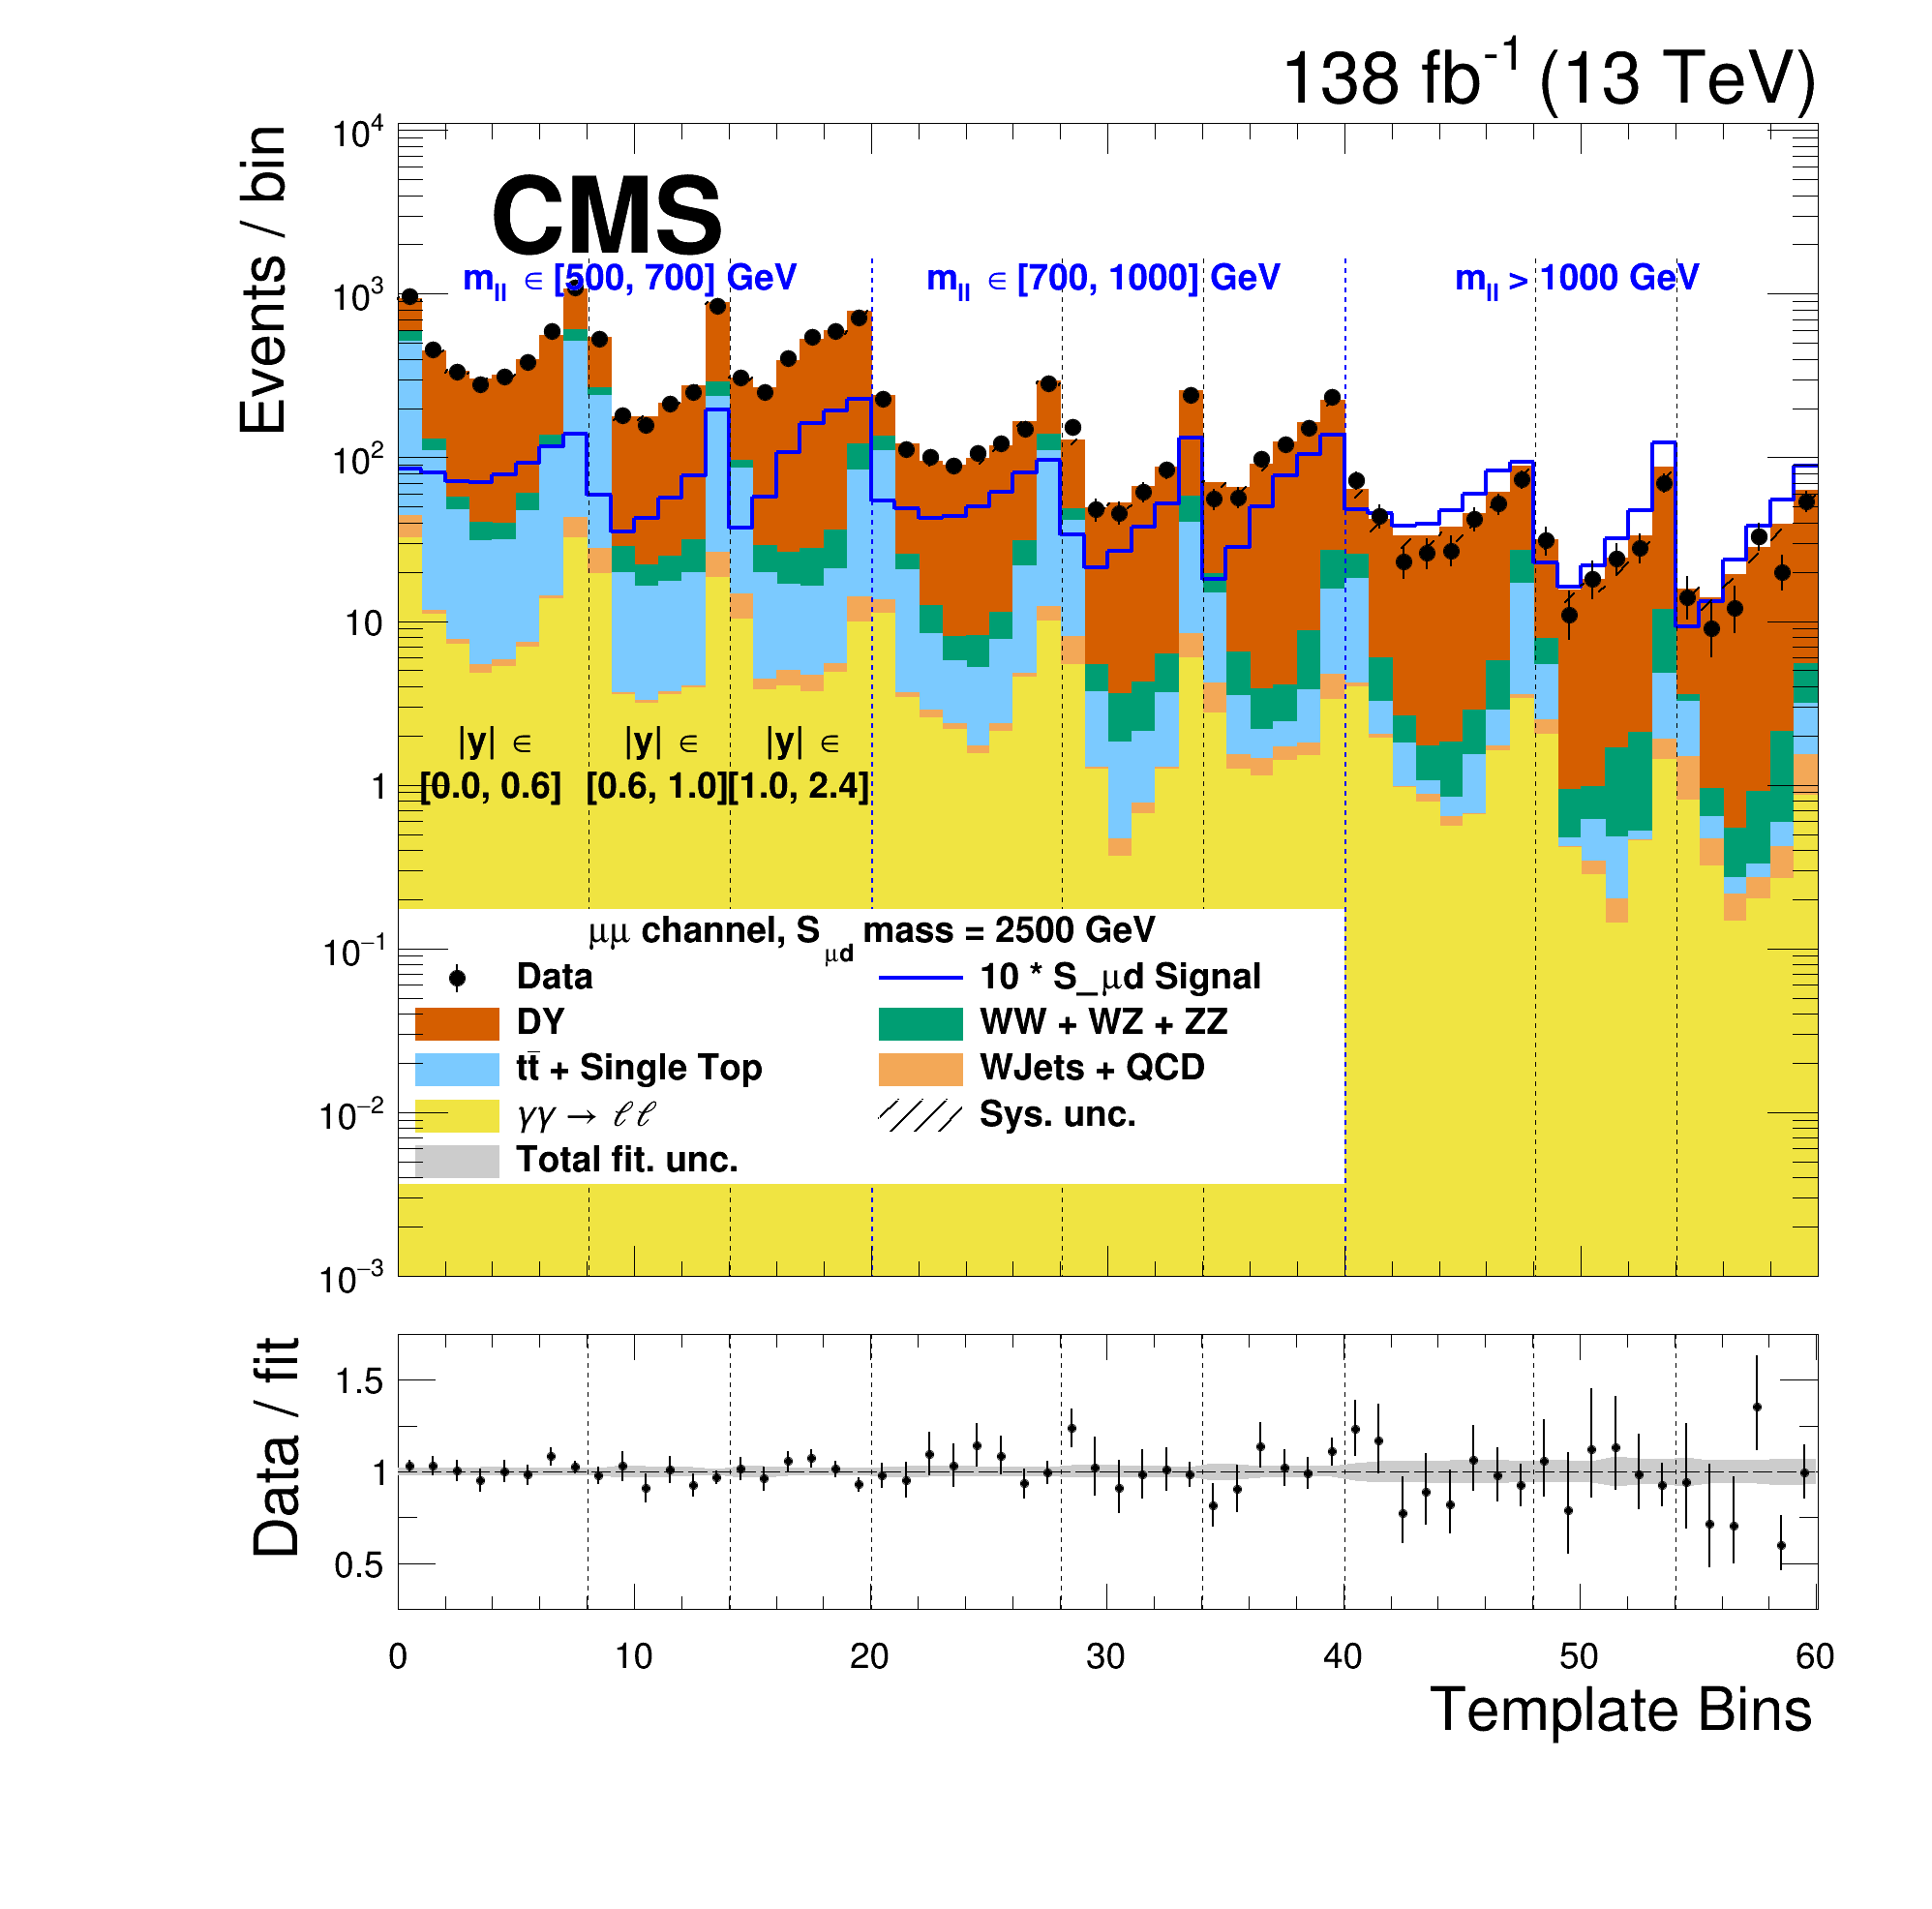 138 fb-1 (13 TeV)
Events / bin
10^4
10^3
10^2
10
1
10^−1
10^−2
10^−3
CMS
m_ll ∈ [500, 700] GeV
m_ll ∈ [700, 1000] GeV
m_ll > 1000 GeV
|y| ∈
[0.0, 0.6]
|y| ∈
[0.6, 1.0]
|y| ∈
[1.0, 2.4]
μμ channel, S_μd mass = 2500 GeV
Data
10 * S_μd Signal
DY
WW + WZ + ZZ
tt̄ + Single Top
WJets + QCD
γγ → ℓℓ
Sys. unc.
Total fit. unc.
Data / fit
1.5
1
0.5
0 10 20 30 40 50 60
Template Bins